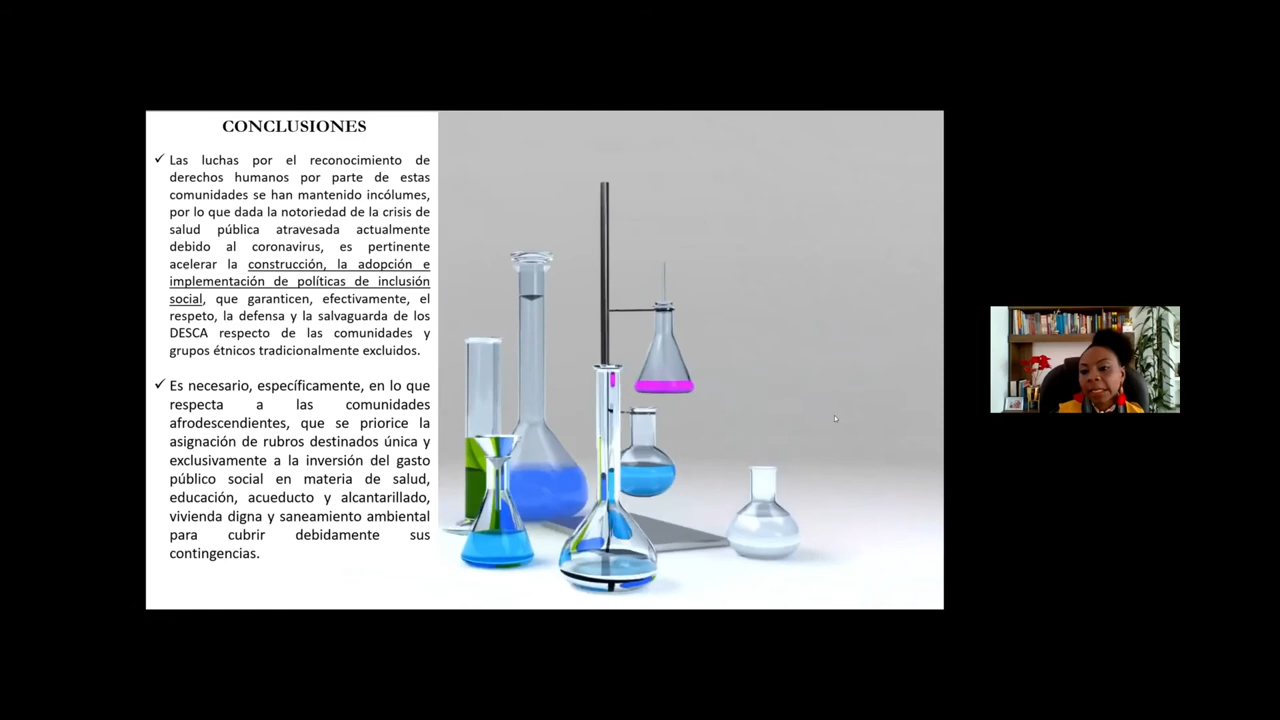 CONCLUSIONES
✓ Las luchas por el reconocimiento de
derechos humanos por parte de estas
comunidades se han mantenido incólumes,
por lo que dada la notoriedad de la crisis de
salud pública atravesada actualmente
debido al coronavirus, es pertinente
acelerar la construcción, la adopción e
implementación de políticas de inclusión
social, que garanticen, efectivamente, el
respeto, la defensa y la salvaguarda de los
DESCA respecto de las comunidades y
grupos étnicos tradicionalmente excluidos.
✓ Es necesario, específicamente, en lo que
respecta a las comunidades
afrodescendientes, que se priorice la
asignación de rubros destinados única y
exclusivamente a la inversión del gasto
público social en materia de salud,
educación, acueducto y alcantarillado,
vivienda digna y saneamiento ambiental
para cubrir debidamente sus
contingencias.